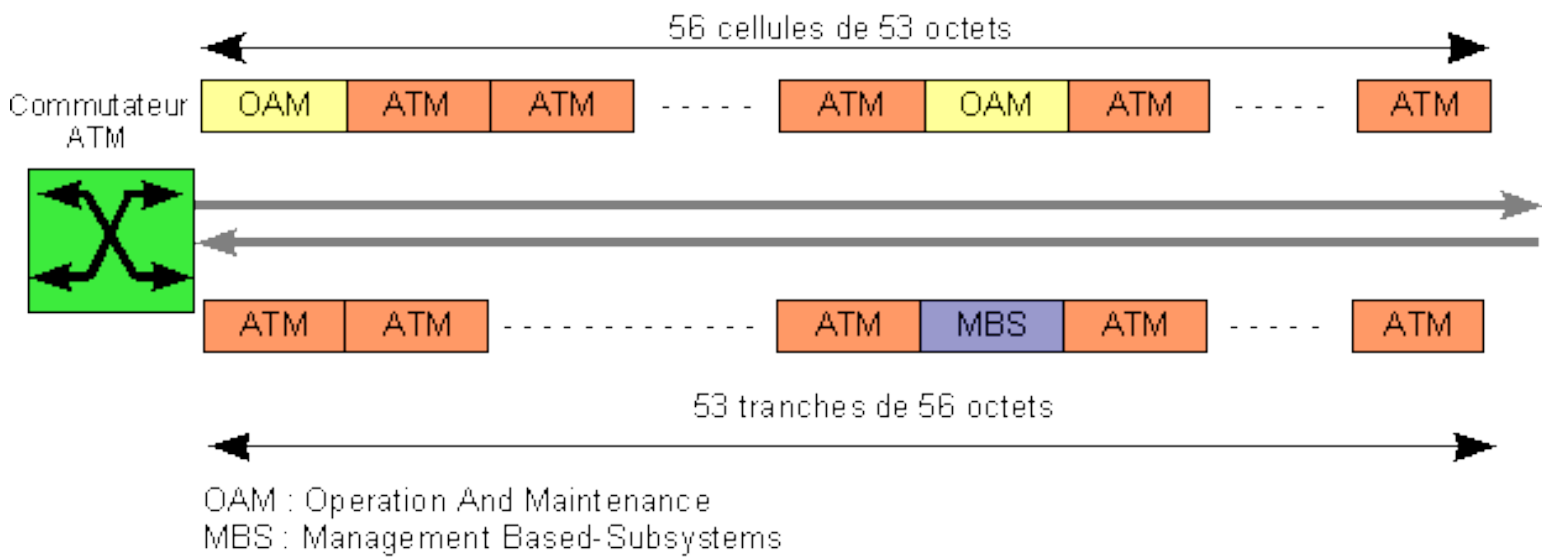 56 cellules de 53 octets
Commutateur
ATM
OAM ATM ATM ----- ATM OAM ATM ----- ATM
ATM ATM ------------- ATM MBS ATM ----- ATM
53 tranches de 56 octets
OAM : Operation And Maintenance
MBS : Management Based-Subsystems